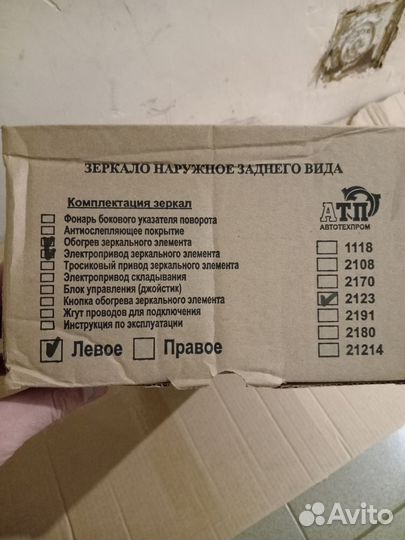 ЗЕРКАЛО НАРУЖНОЕ ЗАДНЕГО ВИДА
Комплектация зеркал
Фонарь бокового указателя поворота
Антиослепляющее покрытие
Обогрев зеркального элемента
Электропривод зеркального элемента
Тросиковый привод зеркального элемента
Электропривод складывания
Блок управления (джойстик)
Кнопка обогрева зеркального элемента
Жгут проводов для подключения
Инструкция по эксплуатации
Левое Правое
АТП
АВТОТЕХПРОМ
1118
2108
2170
2123
2191
2180
21214
Avito